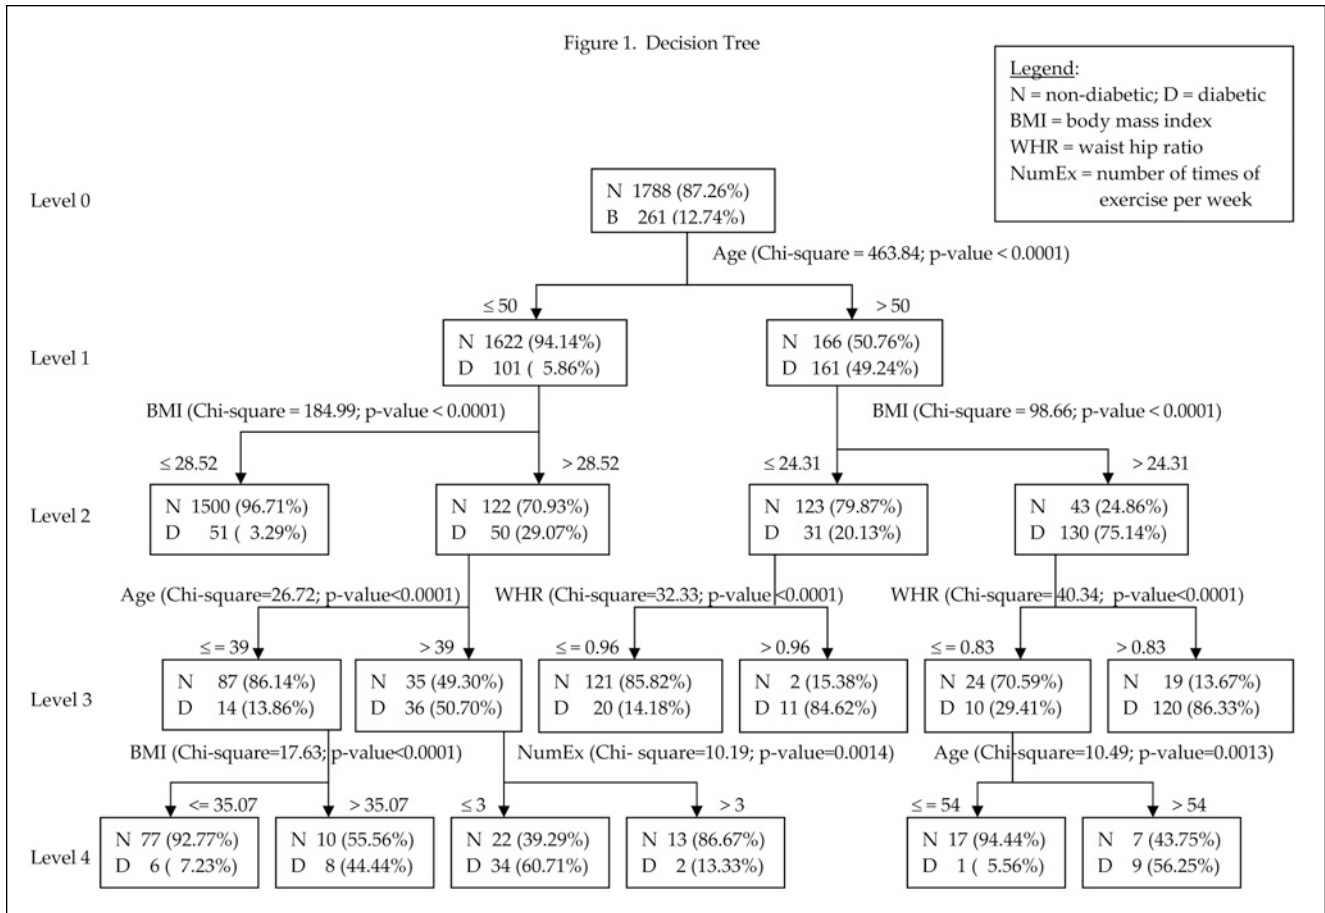 Figure 1. Decision Tree
Legend:
N = non-diabetic; D = diabetic
BMI = body mass index
WHR = waist hip ratio
NumEx = number of times of
exercise per week
Level 0
N 1788 (87.26%)
B 261 (12.74%)
Age (Chi-square = 463.84; p-value < 0.0001)
≤ 50
> 50
Level 1
N 1622 (94.14%)
D 101 ( 5.86%)
N 166 (50.76%)
D 161 (49.24%)
BMI (Chi-square = 184.99; p-value < 0.0001)
BMI (Chi-square = 98.66; p-value < 0.0001)
≤ 28.52
> 28.52
≤ 24.31
> 24.31
Level 2
N 1500 (96.71%)
D 51 ( 3.29%)
N 122 (70.93%)
D 50 (29.07%)
N 123 (79.87%)
D 31 (20.13%)
N 43 (24.86%)
D 130 (75.14%)
Age (Chi-square=26.72; p-value<0.0001)
WHR (Chi-square=32.33; p-value <0.0001)
WHR (Chi-square= 40.34; p-value<0.0001)
≤ = 39
> 39
≤ = 0.96
> 0.96
≤ = 0.83
> 0.83
Level 3
N 87 (86.14%)
D 14 (13.86%)
N 35 (49.30%)
D 36 (50.70%)
N 121 (85.82%)
D 20 (14.18%)
N 2 (15.38%)
D 11 (84.62%)
N 24 (70.59%)
D 10 (29.41%)
N 19 (13.67%)
D 120 (86.33%)
BMI (Chi-square=17.63; p-value<0.0001)
NumEx (Chi- square=10.19; p-value=0.0014)
Age (Chi-square=10.49; p-value=0.0013)
<= 35.07
> 35.07
≤ 3
> 3
≤ = 54
> 54
Level 4
N 77 (92.77%)
D 6 ( 7.23%)
N 10 (55.56%)
D 8 (44.44%)
N 22 (39.29%)
D 34 (60.71%)
N 13 (86.67%)
D 2 (13.33%)
N 17 (94.44%)
D 1 ( 5.56%)
N 7 (43.75%)
D 9 (56.25%)